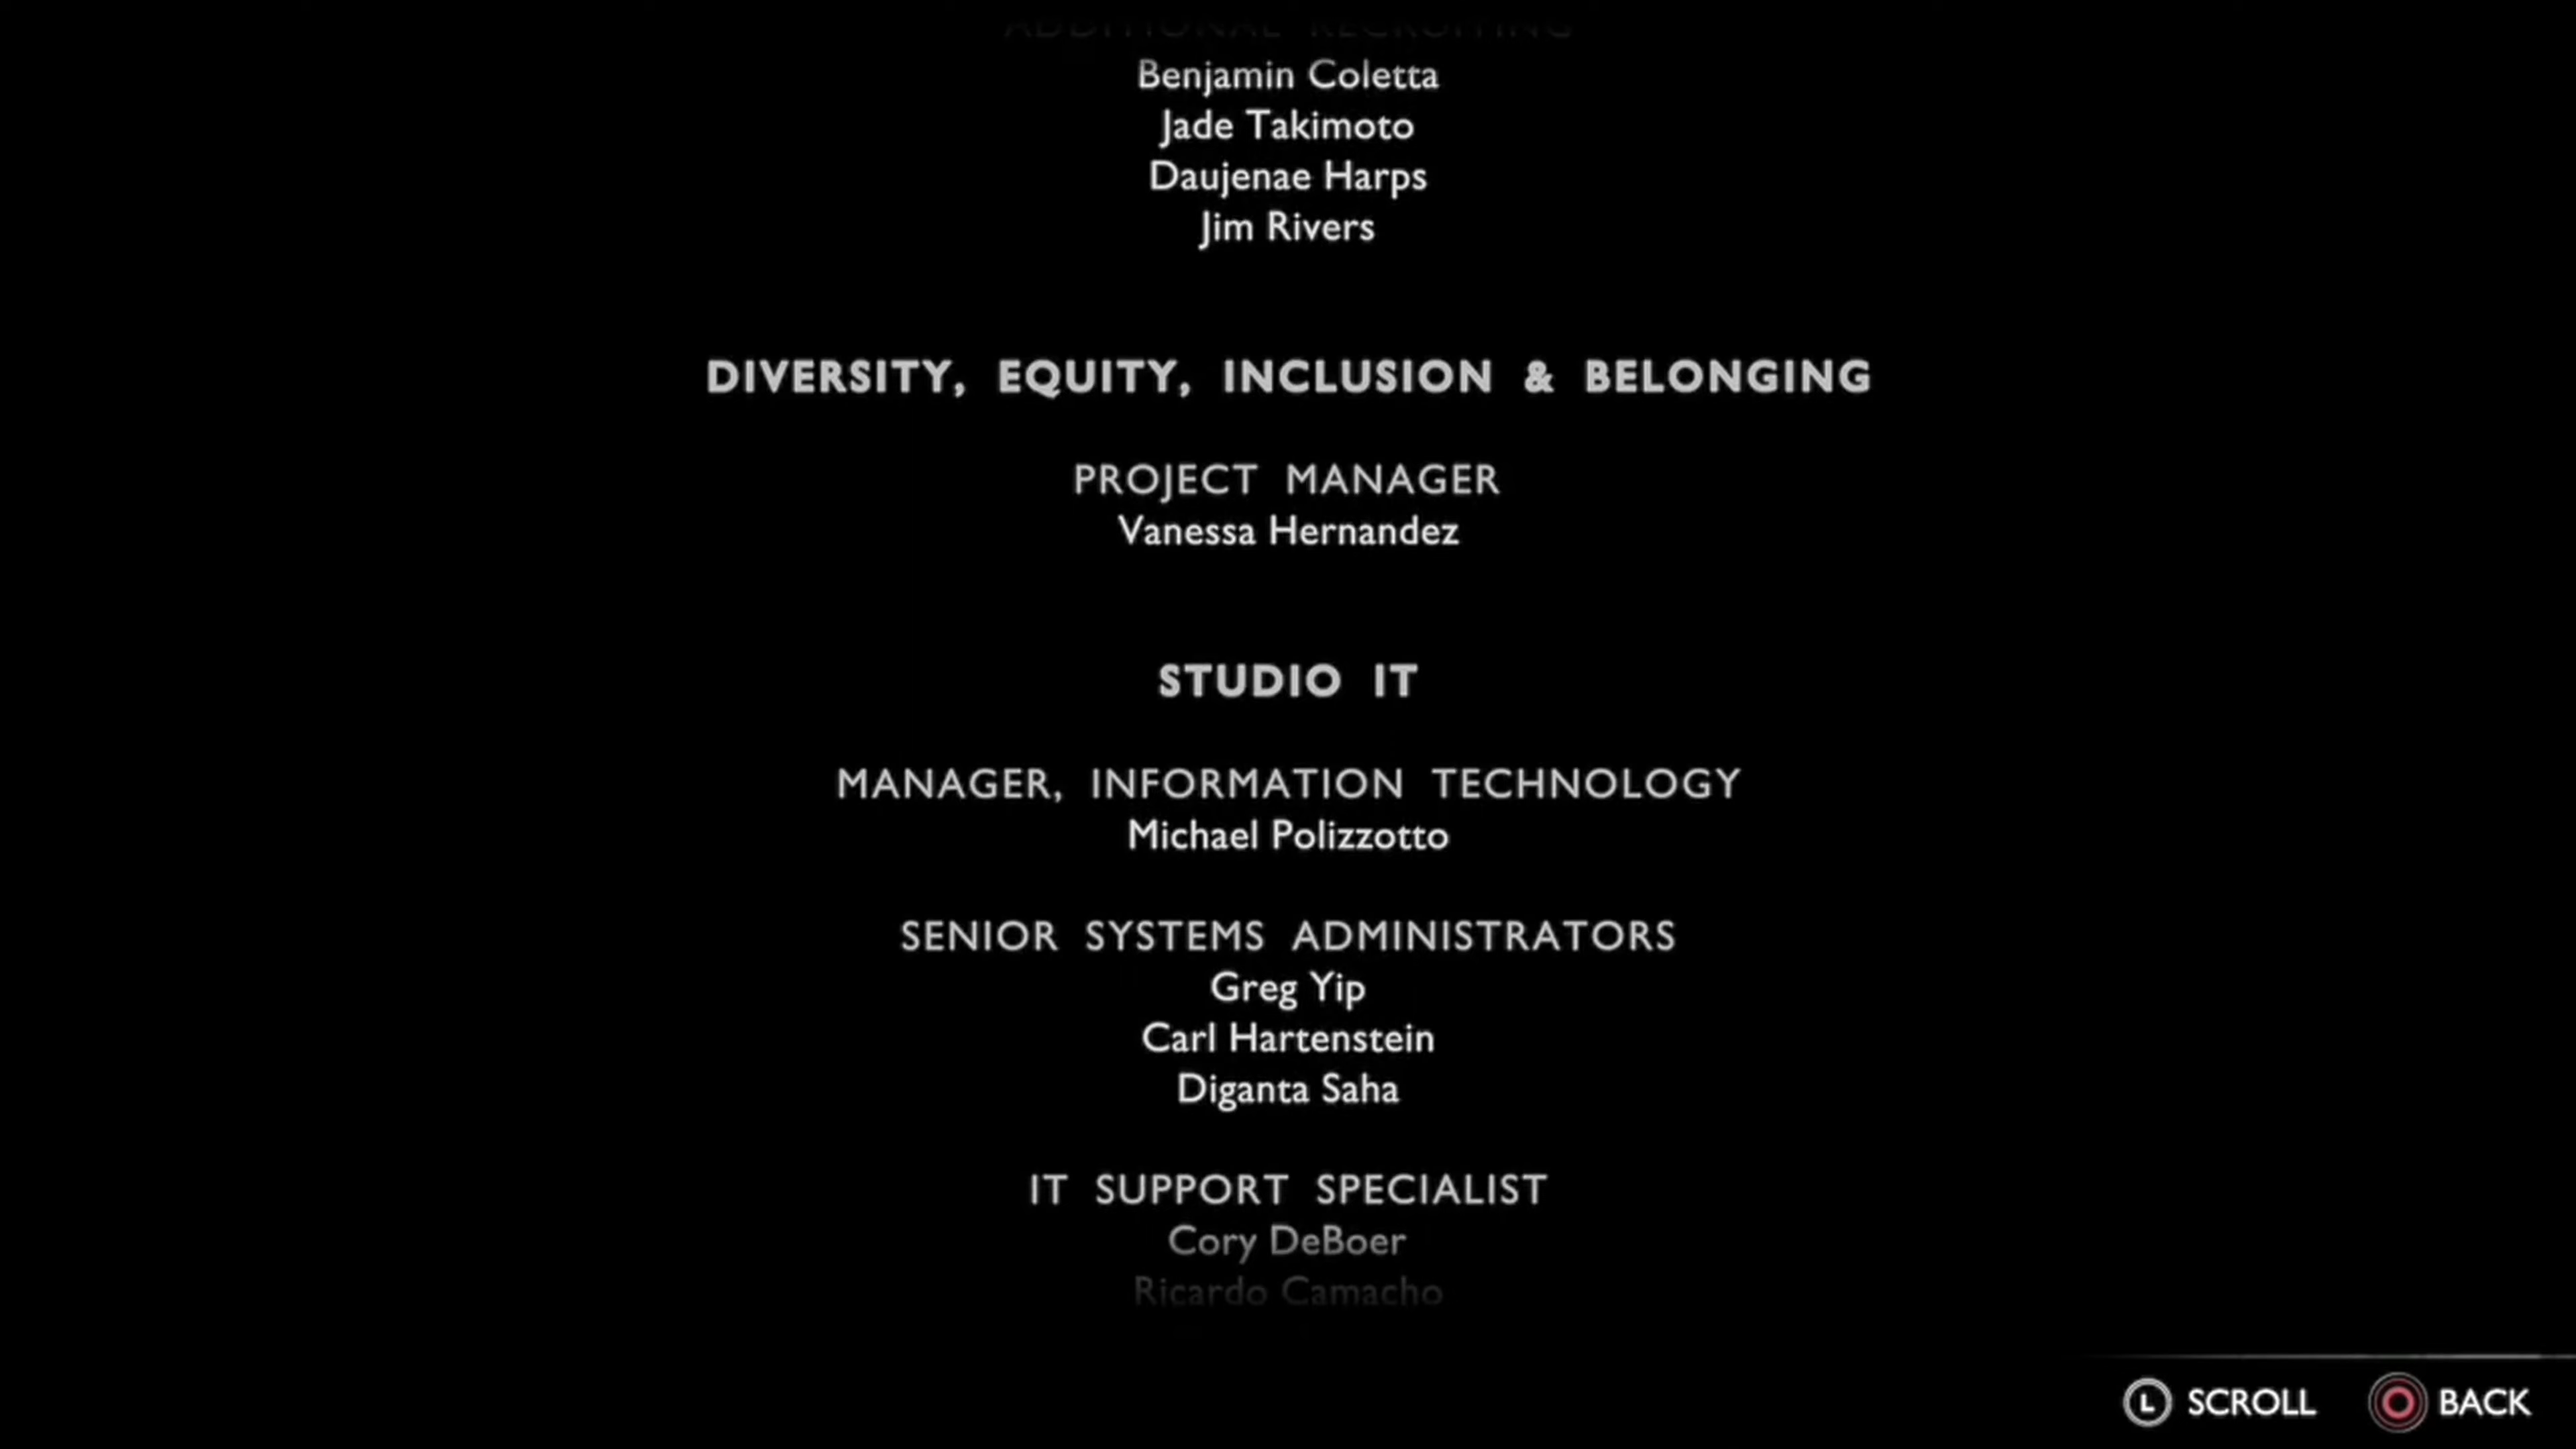 ADDITIONAL RECRUITING
Benjamin Coletta
Jade Takimoto
Daujenae Harps
Jim Rivers
DIVERSITY, EQUITY, INCLUSION & BELONGING
PROJECT MANAGER
Vanessa Hernandez
STUDIO IT
MANAGER, INFORMATION TECHNOLOGY
Michael Polizzotto
SENIOR SYSTEMS ADMINISTRATORS
Greg Yip
Carl Hartenstein
Diganta Saha
IT SUPPORT SPECIALIST
Cory DeBoer
Ricardo Camacho
L SCROLL BACK